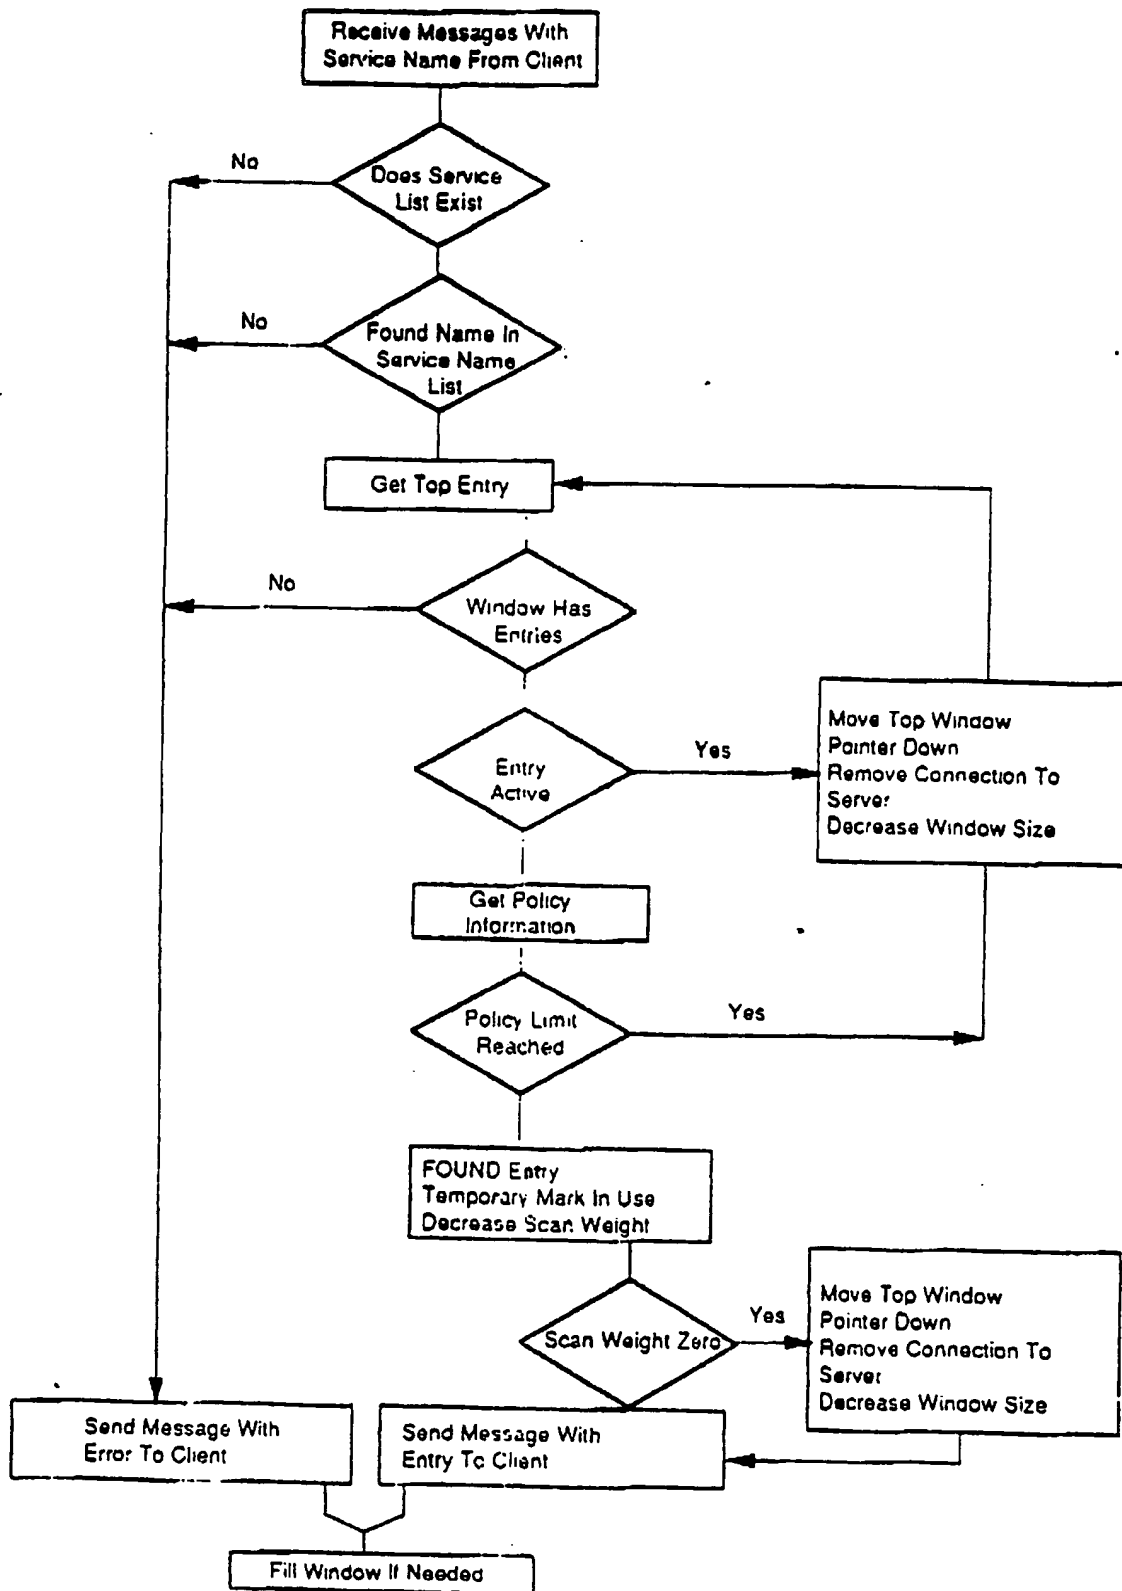 Receive Messages With
Service Name From Client
No
Does Service
List Exist
No
Found Name In
Service Name
List
Get Top Entry
No
Window Has
Entries
Entry
Active
Yes
Move Top Window
Pointer Down
Remove Connection To
Server
Decrease Window Size
Get Policy
Information
Policy Limit
Reached
Yes
FOUND Entry
Temporary Mark In Use
Decrease Scan Weight
Scan Weight Zero
Yes
Move Top Window
Pointer Down
Remove Connection To
Server
Decrease Window Size
Send Message With
Error To Client
Send Message With
Entry To Client
Fill Window If Needed